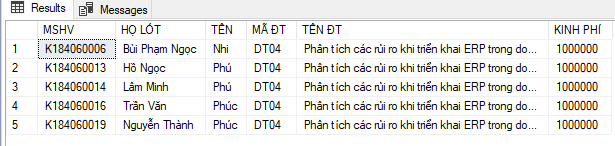 Results Messages
MSHV HỌ LÓT TÊN MÃ ĐT TÊN ĐT KINH PHÍ
1 K184060006 Bùi Phạm Ngọc Nhi DT04 Phân tích các rủi ro khi triển khai ERP trong do... 1000000
2 K184060013 Hồ Ngọc Phú DT04 Phân tích các rủi ro khi triển khai ERP trong do... 1000000
3 K184060014 Lâm Minh Phú DT04 Phân tích các rủi ro khi triển khai ERP trong do... 1000000
4 K184060016 Trần Văn Phúc DT04 Phân tích các rủi ro khi triển khai ERP trong do... 1000000
5 K184060019 Nguyễn Thành Phúc DT04 Phân tích các rủi ro khi triển khai ERP trong do... 1000000